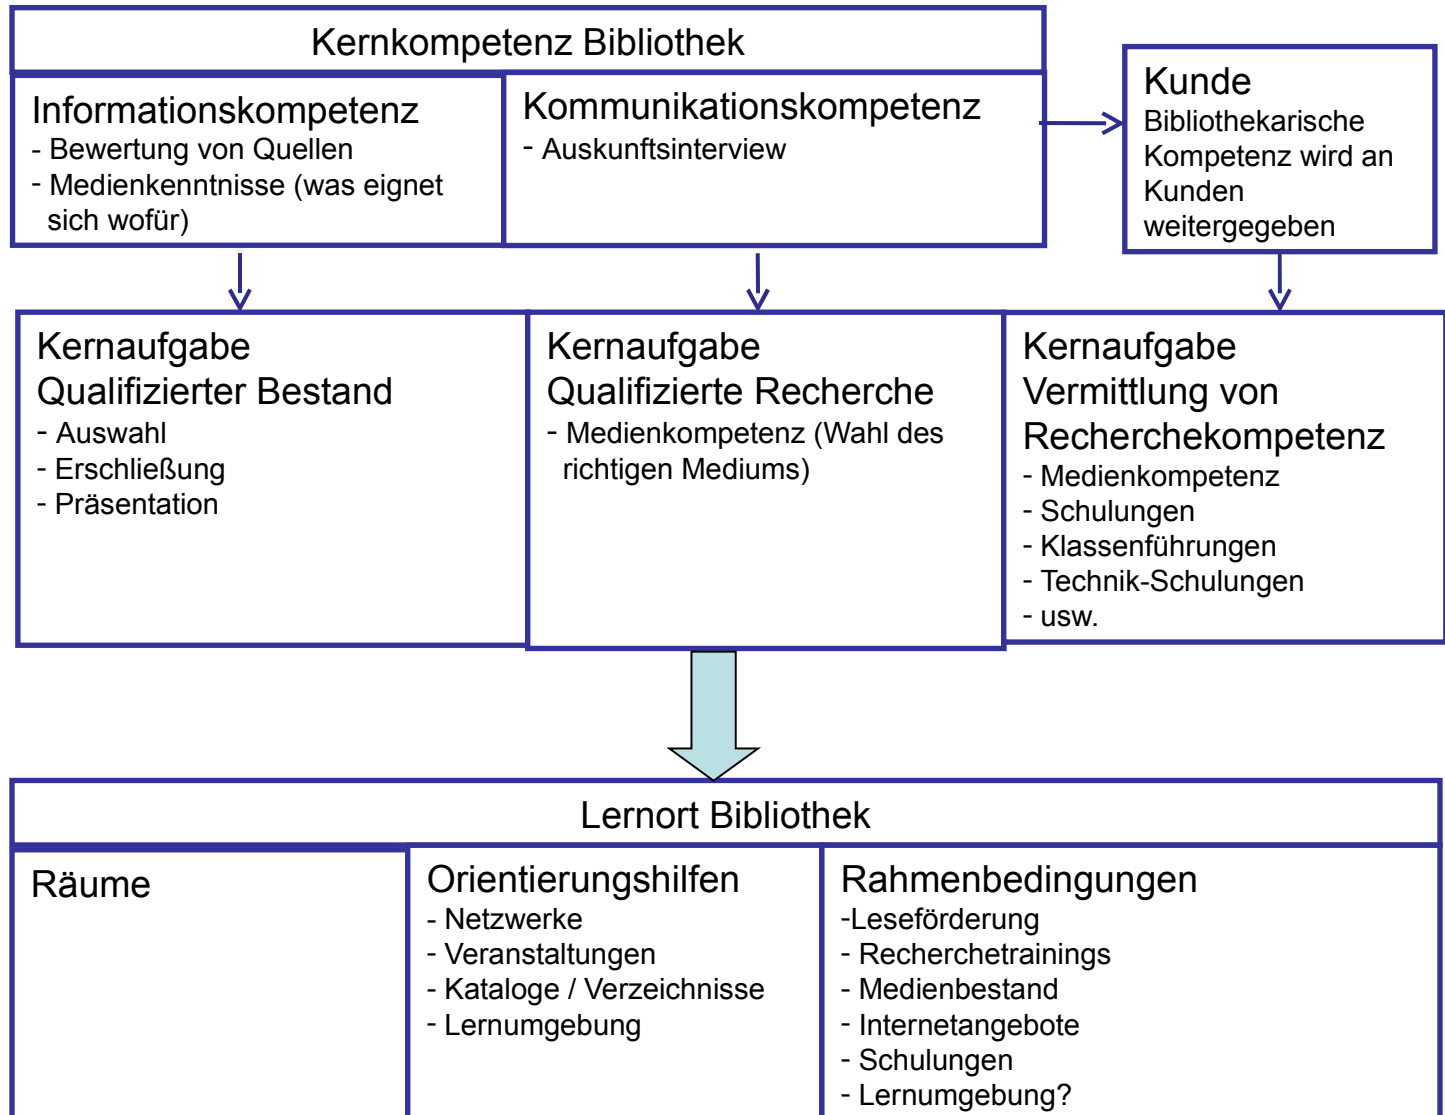 Kernkompetenz Bibliothek
Informationskompetenz
- Bewertung von Quellen
- Medienkenntnisse (was eignet
sich wofür)
Kommunikationskompetenz
- Auskunftsinterview
Kunde
Bibliothekarische
Kompetenz wird an
Kunden
weitergegeben
Kernaufgabe
Qualifizierter Bestand
- Auswahl
- Erschließung
- Präsentation
Kernaufgabe
Qualifizierte Recherche
- Medienkompetenz (Wahl des
richtigen Mediums)
Kernaufgabe
Vermittlung von
Recherchekompetenz
- Medienkompetenz
- Schulungen
- Klassenführungen
- Technik-Schulungen
- usw.
Lernort Bibliothek
Räume
Orientierungshilfen
- Netzwerke
- Veranstaltungen
- Kataloge / Verzeichnisse
- Lernumgebung
Rahmenbedingungen
-Leseförderung
- Recherchetrainings
- Medienbestand
- Internetangebote
- Schulungen
- Lernumgebung?